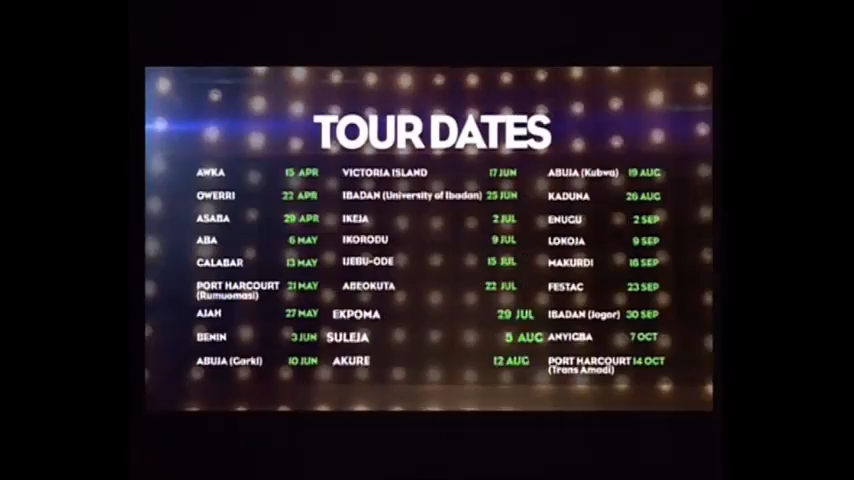 TOUR DATES
AWKA 15 APR
OWERRI 22 APR
ASABA 29 APR
ABA 6 MAY
CALABAR 13 MAY
PORT HARCOURT 21 MAY
(Rumuomasi)
AJAH 27 MAY
BENIN 3 JUN
ABUJA (Garki) 10 JUN
VICTORIA ISLAND 17 JUN
IBADAN (University of Ibadan) 25 JUN
IKEJA 2 JUL
IKORODU 9 JUL
IJEBU-ODE 15 JUL
ABEOKUTA 22 JUL
EKPOMA 29 JUL
SULEJA 5 AUG
AKURE 12 AUG
ABUJA (Kubwa) 19 AUG
KADUNA 26 AUG
ENUGU 2 SEP
LOKOJA 9 SEP
MAKURDI 16 SEP
FESTAC 23 SEP
IBADAN (Jogor) 30 SEP
ANYIGBA 7 OCT
PORT HARCOURT 14 OCT
(Trans Amadi)